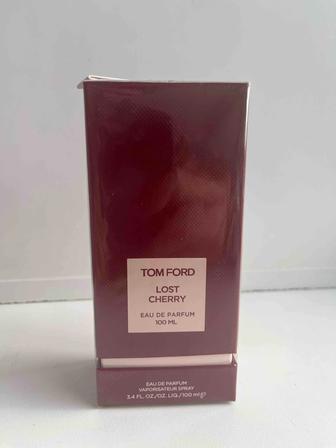 TOM FORD
LOST
CHERRY
EAU DE PARFUM
100 ML
EAU DE PARFUM
VAPORISATEUR SPRAY
3.4 FL. OZ./OZ. LIQ./100 ml℮